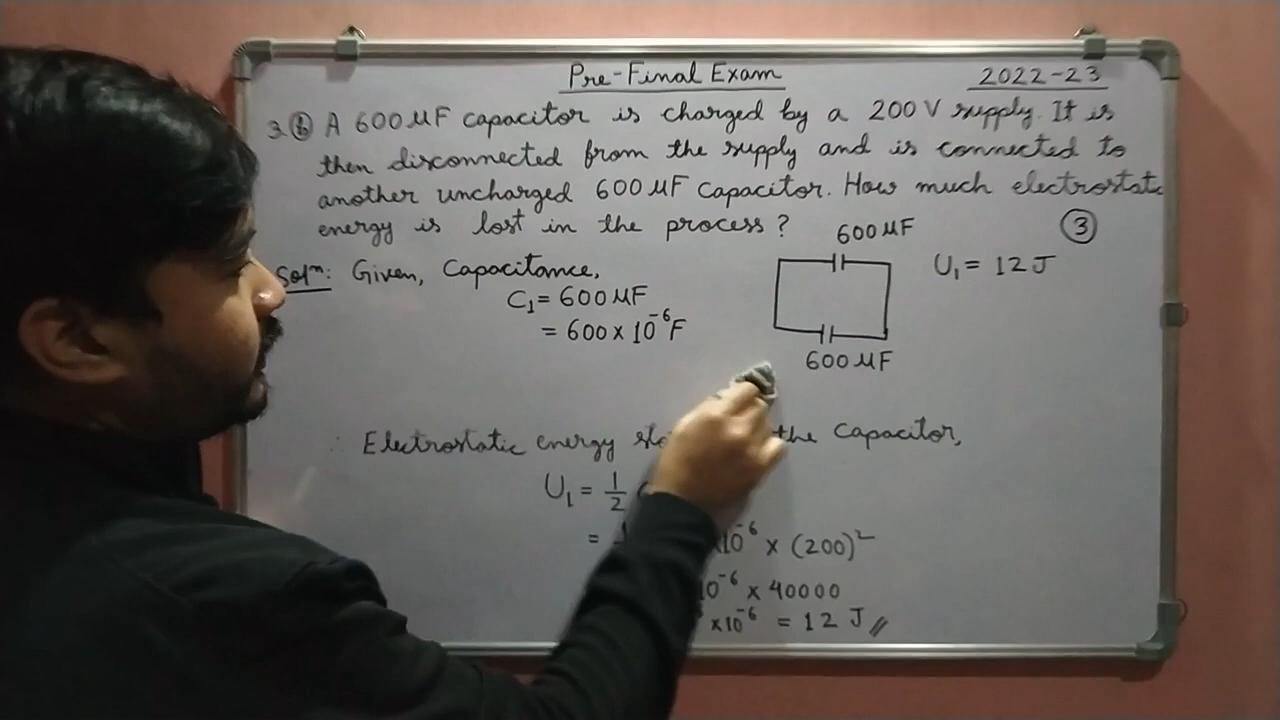 Pre-Final Exam 2022-23
3. (b) A 600 μF capacitor is charged by a 200 V supply. It is
then disconnected from the supply and is connected to
another uncharged 600 μF capacitor. How much electrostatic
energy is lost in the process? (3)
600 μF
U₁ = 12 J
Solⁿ: Given, Capacitance,
C₁ = 600 μF
= 600 x 10⁻⁶ F
600 μF
∴ Electrostatic energy the capacitor,
U₁ = 1/2
= 10⁻⁶ x (200)²
10⁻⁶ x 40000
x 10⁻⁶ = 12 J //